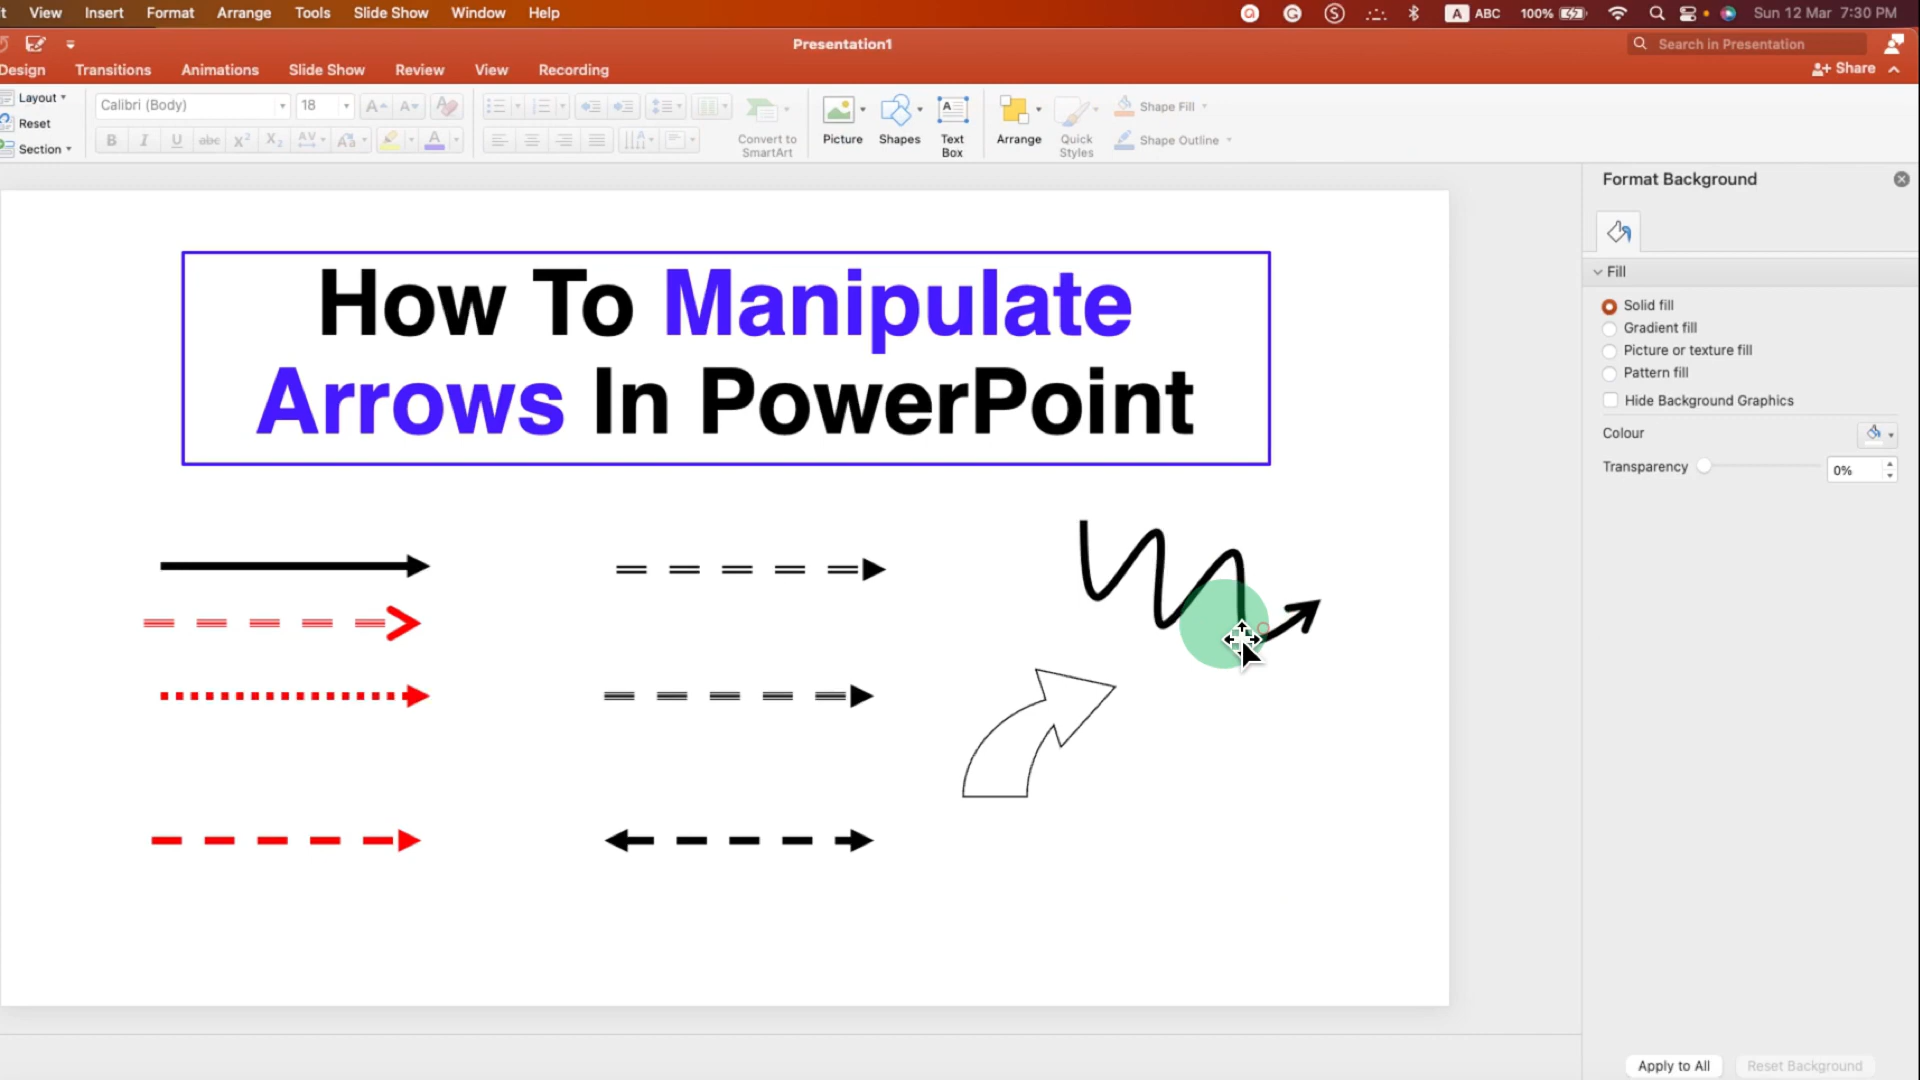 View Insert Format Arrange Tools Slide Show Window Help
A ABC 100% Sun 12 Mar 7:30 PM
Presentation1
Search in Presentation
Design Transitions Animations Slide Show Review View Recording
Share
Layout
Reset
Section
Calibri (Body) 18
Convert to
SmartArt
Picture
Shapes
Text
Box
Arrange
Quick
Styles
Shape Fill
Shape Outline
How To Manipulate
Arrows In PowerPoint
Format Background
Fill
Solid fill
Gradient fill
Picture or texture fill
Pattern fill
Hide Background Graphics
Colour
Transparency 0%
Apply to All Reset Background